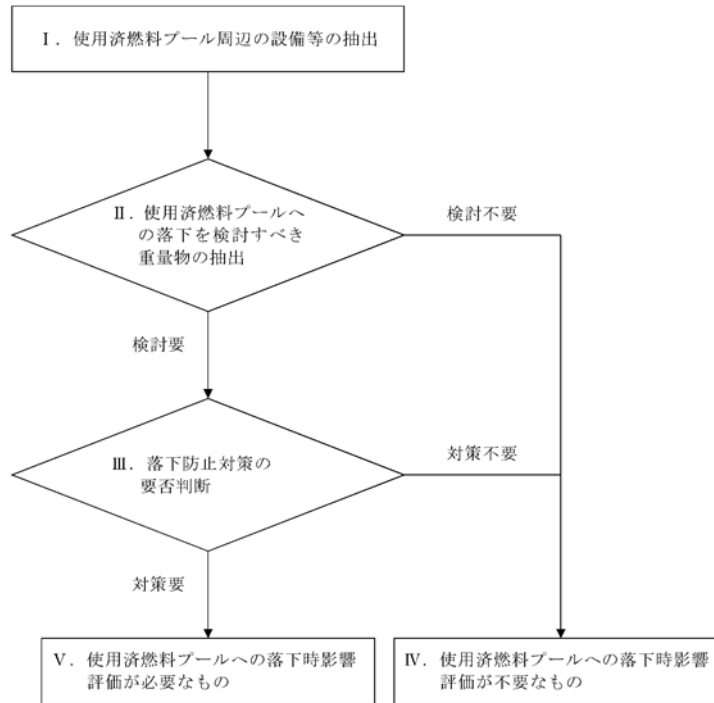 Ⅰ．使用済燃料プール周辺の設備等の抽出
Ⅱ．使用済燃料プールへ
の落下を検討すべき
重量物の抽出
検討不要
検討要
Ⅲ．落下防止対策の
要否判断
対策不要
対策要
Ⅴ．使用済燃料プールへの落下時影響
評価が必要なもの
Ⅳ．使用済燃料プールへの落下時影響
評価が不要なもの